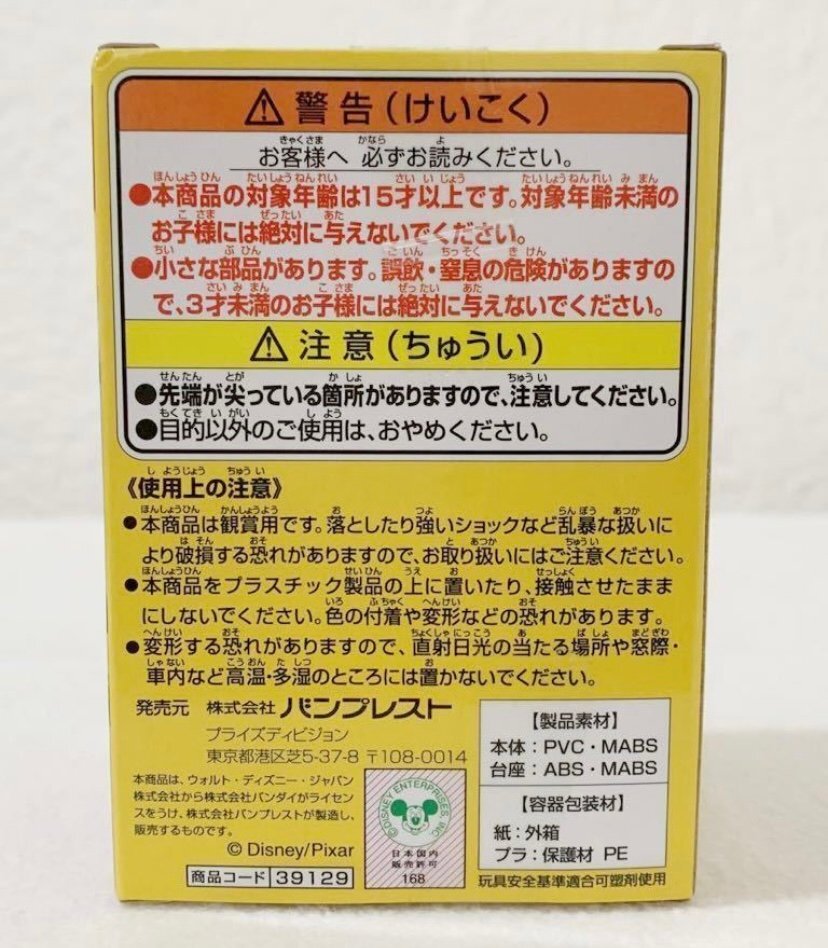 ⚠ 警告(けいこく)
お客様へ 必ずお読みください。
●本商品の対象年齢は15才以上です。対象年齢未満の
お子様には絶対に与えないでください。
●小さな部品があります。誤飲・窒息の危険がありますの
で、3才未満のお子様には絶対に与えないでください。
⚠ 注意(ちゅうい)
●先端が尖っている箇所がありますので、注意してください。
●目的以外のご使用は、おやめください。
《使用上の注意》
●本商品は観賞用です。落としたり強いショックなど乱暴な扱いに
より破損する恐れがありますので、お取り扱いにはご注意ください。
●本商品をプラスチック製品の上に置いたり、接触させたまま
にしないでください。色の付着や変形などの恐れがあります。
●変形する恐れがありますので、直射日光の当たる場所や窓際・
車内など高温・多湿のところには置かないでください。
発売元 株式会社 バンプレスト
プライズディビジョン
東京都港区芝5-37-8 〒108-0014
本商品は、ウォルト・ディズニー・ジャパン
株式会社から株式会社バンダイがライセン
スをうけ、株式会社バンプレストが製造し、
販売するものです。
© Disney/Pixar
商品コード 39129
©DISNEY ENTERPRISES, INC.
日本国内
販売許可
168
【製品素材】
本体:PVC・MABS
台座:ABS・MABS
【容器包装材】
紙:外箱
プラ:保護材 PE
玩具安全基準適合可塑剤使用